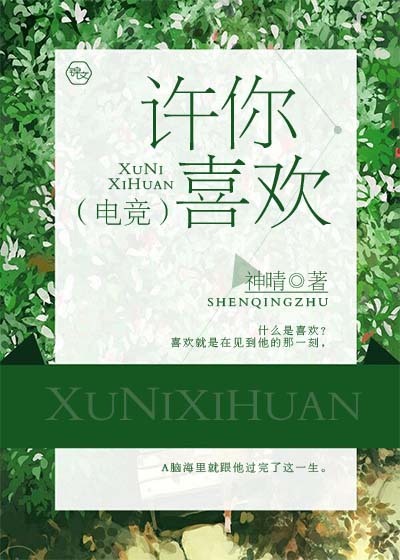 锦文
许你
XUNI
XIHUAN
(电竞)喜欢
神晴◎著
SHENQINGZHU
什么是喜欢?
喜欢就是在见到他的那一刻,
XUNIXIHUAN
A脑海里就跟他过完了这一生。